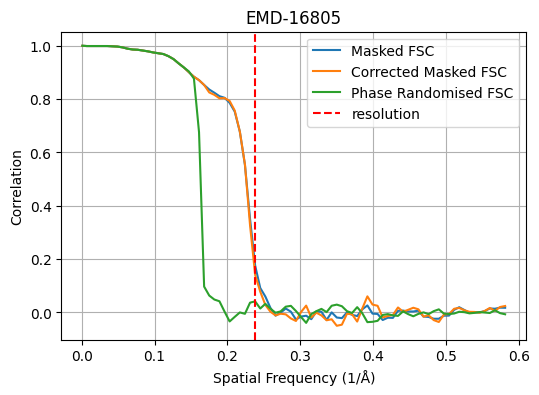 EMD-16805
Masked FSC
Corrected Masked FSC
Phase Randomised FSC
resolution
Correlation
1.0
0.8
0.6
0.4
0.2
0.0
0.0 0.1 0.2 0.3 0.4 0.5 0.6
Spatial Frequency (1/Å)